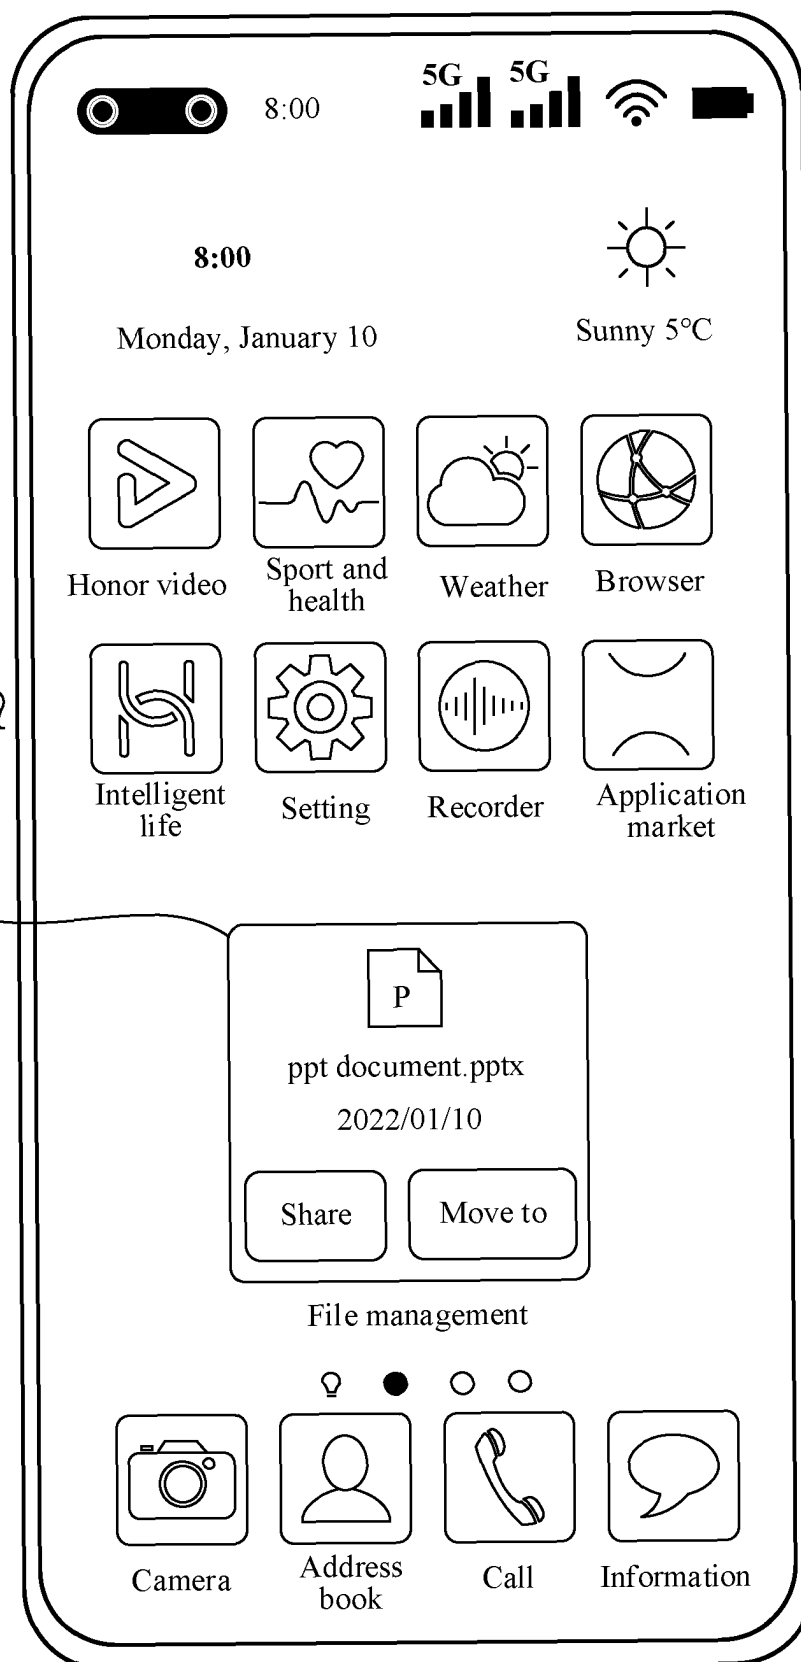 5G 5G
8:00
8:00
Monday, January 10
Sunny 5°C
Honor video
Sport and
health
Weather
Browser
Intelligent
life
Setting
Recorder
Application
market
P
ppt document.pptx
2022/01/10
Share
Move to
File management
Camera
Address
book
Call
Information